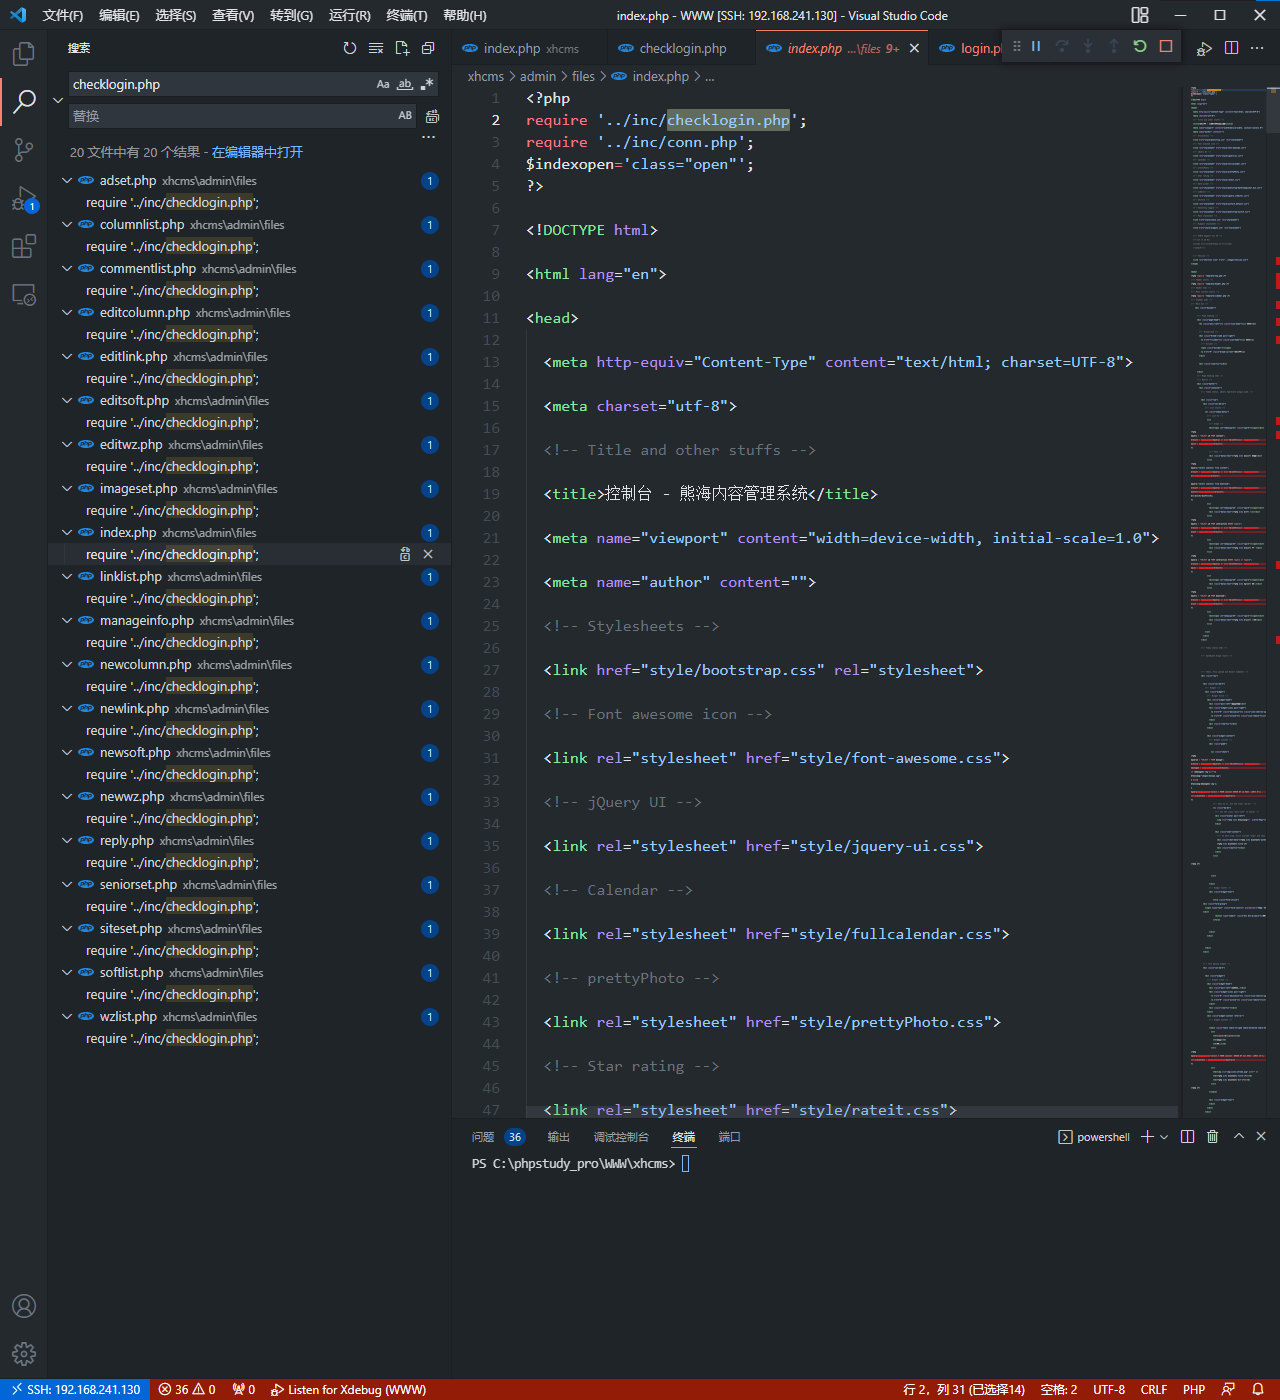 文件(F) 编辑(E) 选择(S) 查看(V) 转到(G) 运行(R) 终端(T) 帮助(H) index.php - WWW [SSH: 192.168.241.130] - Visual Studio Code
搜索
checklogin.php Aa ab .*
替换 AB
20 文件中有 20 个结果 - 在编辑器中打开
adset.php xhcms\admin\files 1
require '../inc/checklogin.php';
columnlist.php xhcms\admin\files 1
require '../inc/checklogin.php';
commentlist.php xhcms\admin\files 1
require '../inc/checklogin.php';
editcolumn.php xhcms\admin\files 1
require '../inc/checklogin.php';
editlink.php xhcms\admin\files 1
require '../inc/checklogin.php';
editsoft.php xhcms\admin\files 1
require '../inc/checklogin.php';
editwz.php xhcms\admin\files 1
require '../inc/checklogin.php';
imageset.php xhcms\admin\files 1
require '../inc/checklogin.php';
index.php xhcms\admin\files 1
require '../inc/checklogin.php';
linklist.php xhcms\admin\files 1
require '../inc/checklogin.php';
manageinfo.php xhcms\admin\files 1
require '../inc/checklogin.php';
newcolumn.php xhcms\admin\files 1
require '../inc/checklogin.php';
newlink.php xhcms\admin\files 1
require '../inc/checklogin.php';
newsoft.php xhcms\admin\files 1
require '../inc/checklogin.php';
newwz.php xhcms\admin\files 1
require '../inc/checklogin.php';
reply.php xhcms\admin\files 1
require '../inc/checklogin.php';
seniorset.php xhcms\admin\files 1
require '../inc/checklogin.php';
siteset.php xhcms\admin\files 1
require '../inc/checklogin.php';
softlist.php xhcms\admin\files 1
require '../inc/checklogin.php';
wzlist.php xhcms\admin\files 1
require '../inc/checklogin.php';
1
index.php xhcms checklogin.php index.php ...\files 9+ login.p
xhcms > admin > files > index.php > ...
1 <?php
2 require '../inc/checklogin.php';
3 require '../inc/conn.php';
4 $indexopen='class="open"';
5 ?>
6
7 <!DOCTYPE html>
8
9 <html lang="en">
10
11 <head>
12
13 <meta http-equiv="Content-Type" content="text/html; charset=UTF-8">
14
15 <meta charset="utf-8">
16
17 <!-- Title and other stuffs -->
18
19 <title>控制台 - 熊海内容管理系统</title>
20
21 <meta name="viewport" content="width=device-width, initial-scale=1.0">
22
23 <meta name="author" content="">
24
25 <!-- Stylesheets -->
26
27 <link href="style/bootstrap.css" rel="stylesheet">
28
29 <!-- Font awesome icon -->
30
31 <link rel="stylesheet" href="style/font-awesome.css">
32
33 <!-- jQuery UI -->
34
35 <link rel="stylesheet" href="style/jquery-ui.css">
36
37 <!-- Calendar -->
38
39 <link rel="stylesheet" href="style/fullcalendar.css">
40
41 <!-- prettyPhoto -->
42
43 <link rel="stylesheet" href="style/prettyPhoto.css">
44
45 <!-- Star rating -->
46
47 <link rel="stylesheet" href="style/rateit.css">
问题 36 输出 调试控制台 终端 端口 powershell
PS C:\phpstudy_pro\WWW\xhcms>
SSH: 192.168.241.130 36 0 0 Listen for Xdebug (WWW) 行 2，列 31 (已选择14) 空格: 2 UTF-8 CRLF PHP